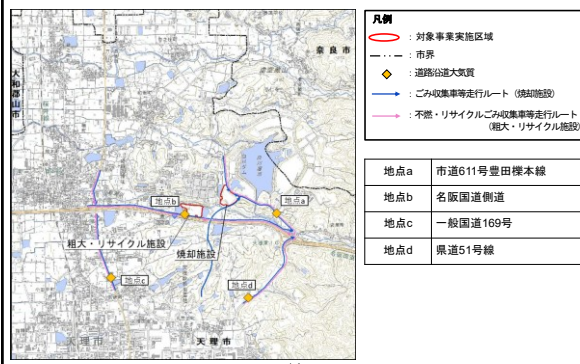 奈良市
大和郡山市
地点a
地点b
粗大・リサイクル施設
焼却施設
地点c
地点d
天理市
天理市
凡例
：対象事業実施区域
：市界
：道路沿道大気質
：ごみ収集車等走行ルート（焼却施設）
：不燃・リサイクルごみ収集車等走行ルート
（粗大・リサイクル施設）
地点a 市道611号豊田櫟本線
地点b 名阪国道側道
地点c 一般国道169号
地点d 県道51号線